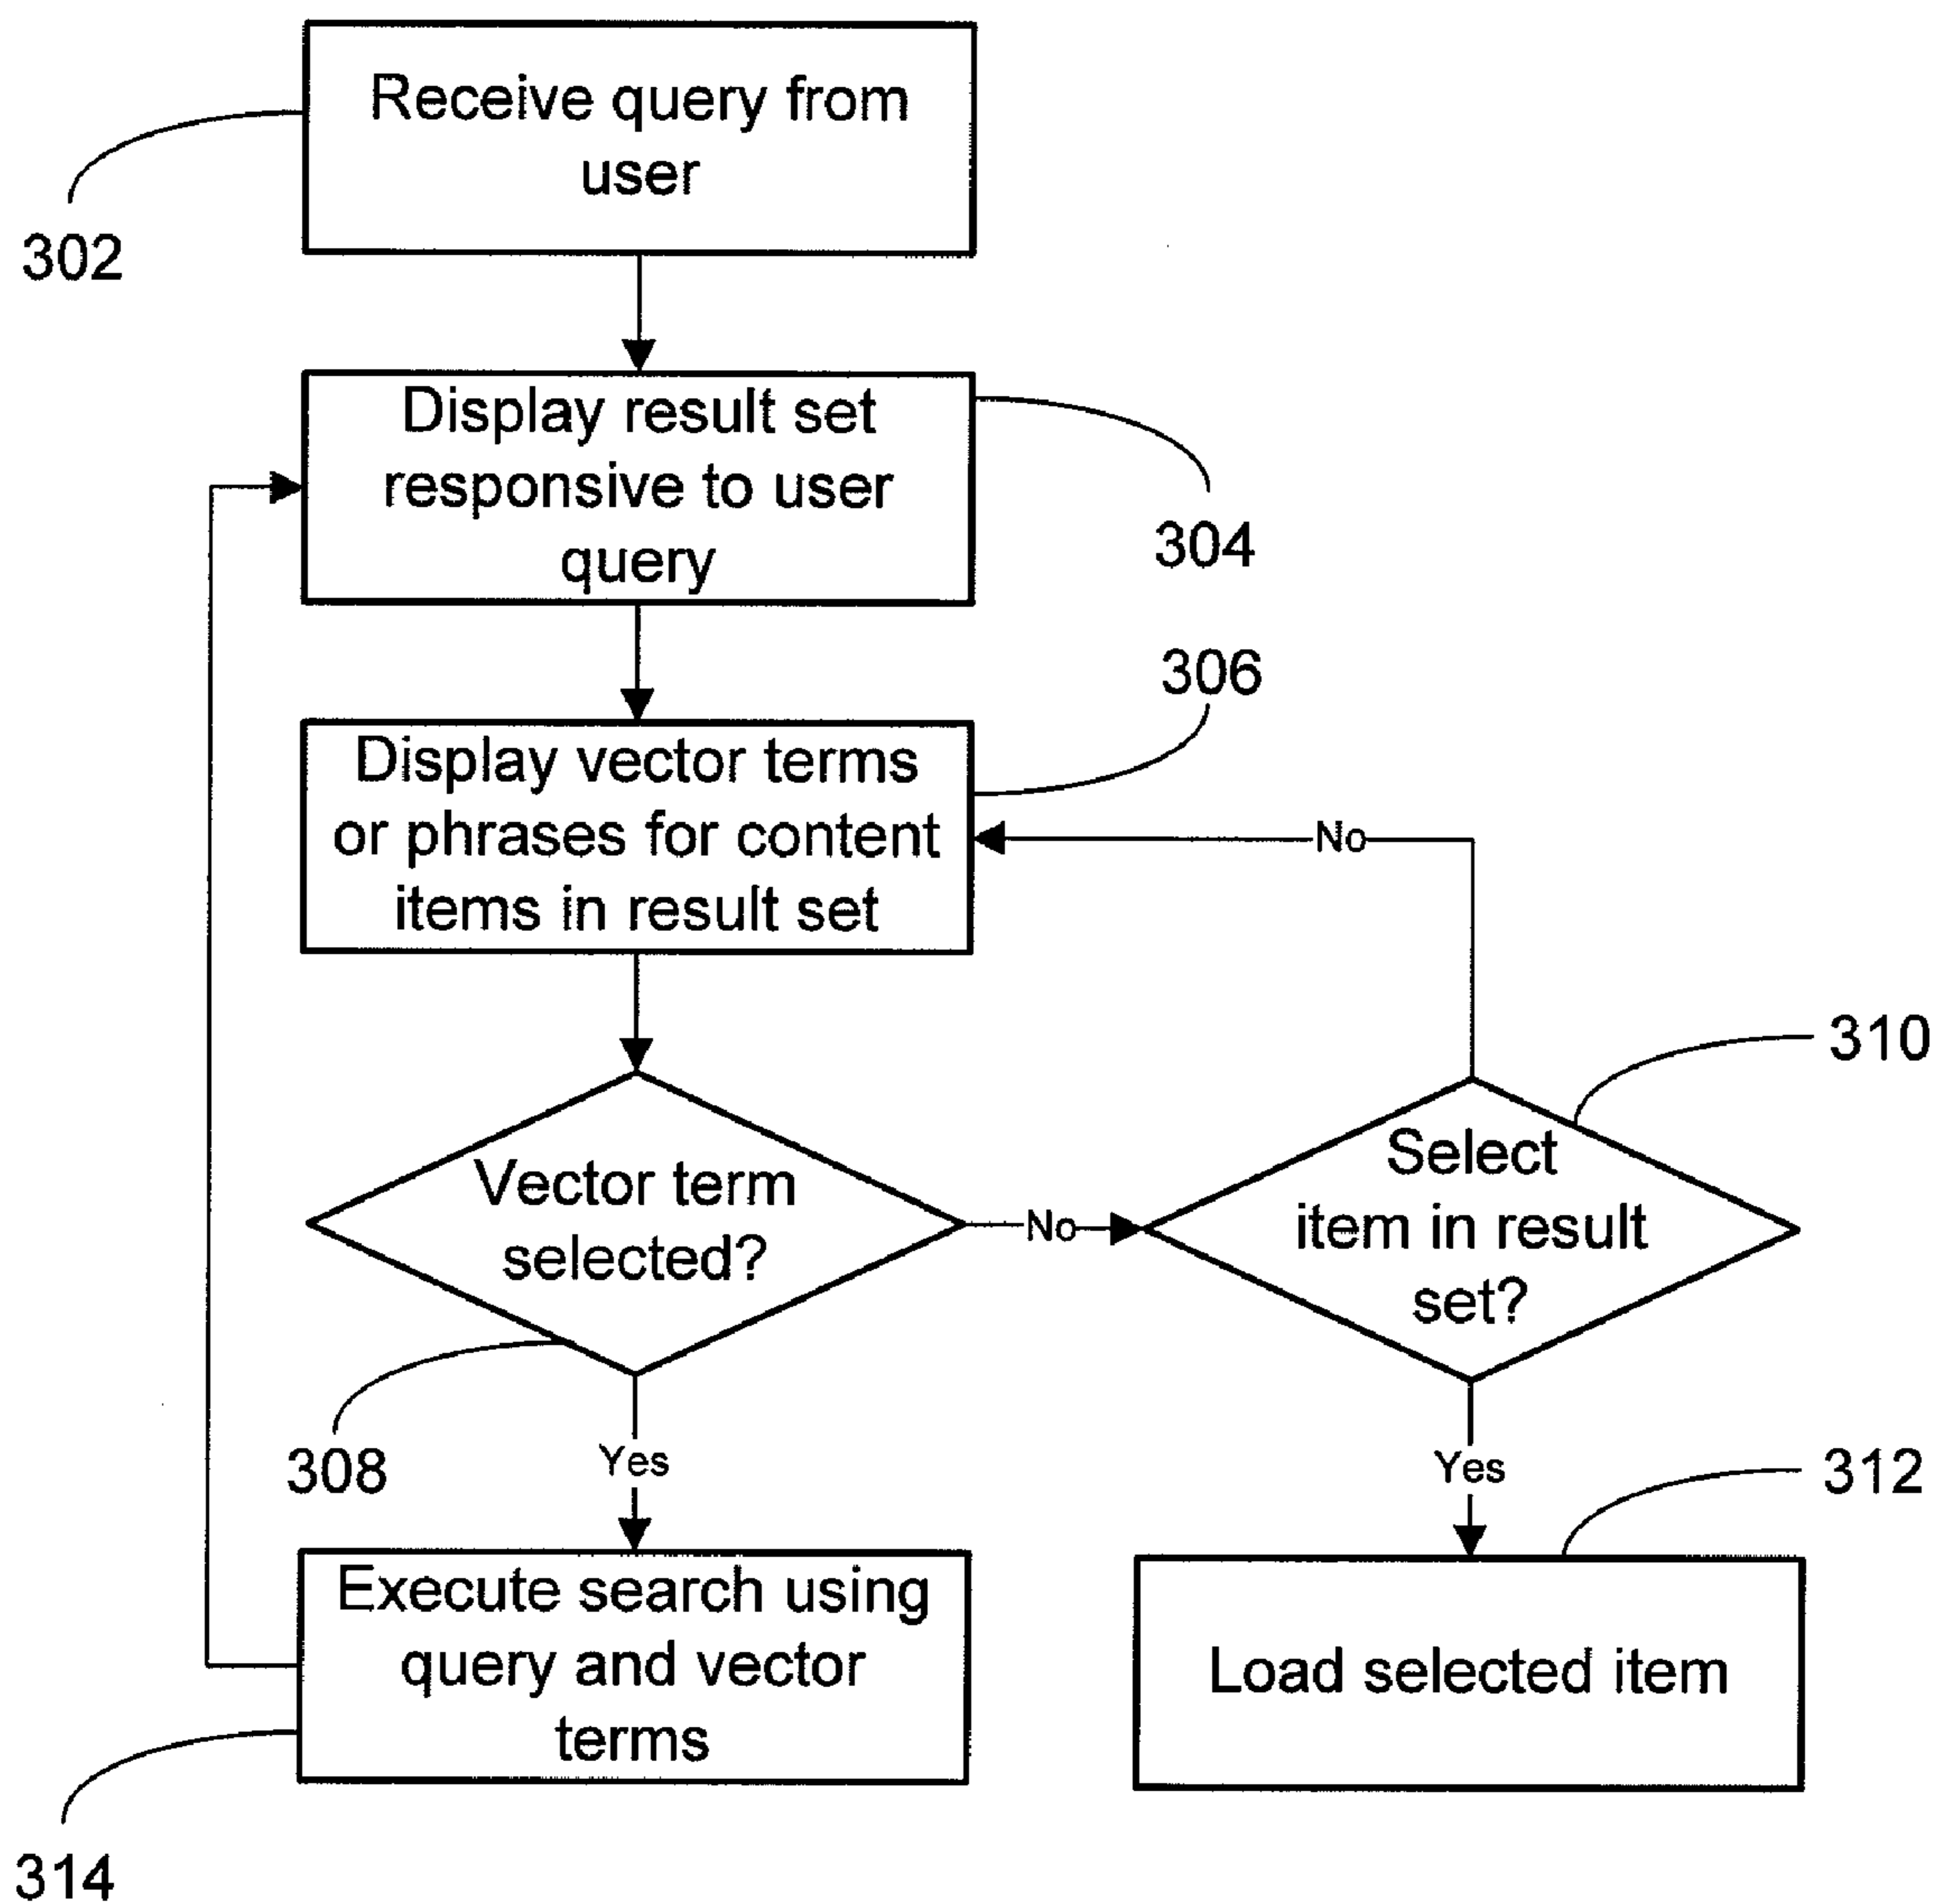 Receive query from
user
302
Display result set
responsive to user
query
304
306
Display vector terms
or phrases for content
items in result set
No
310
Vector term
selected?
No
Select
item in result
set?
308
Yes
Yes
312
Execute search using
query and vector
terms
Load selected item
314